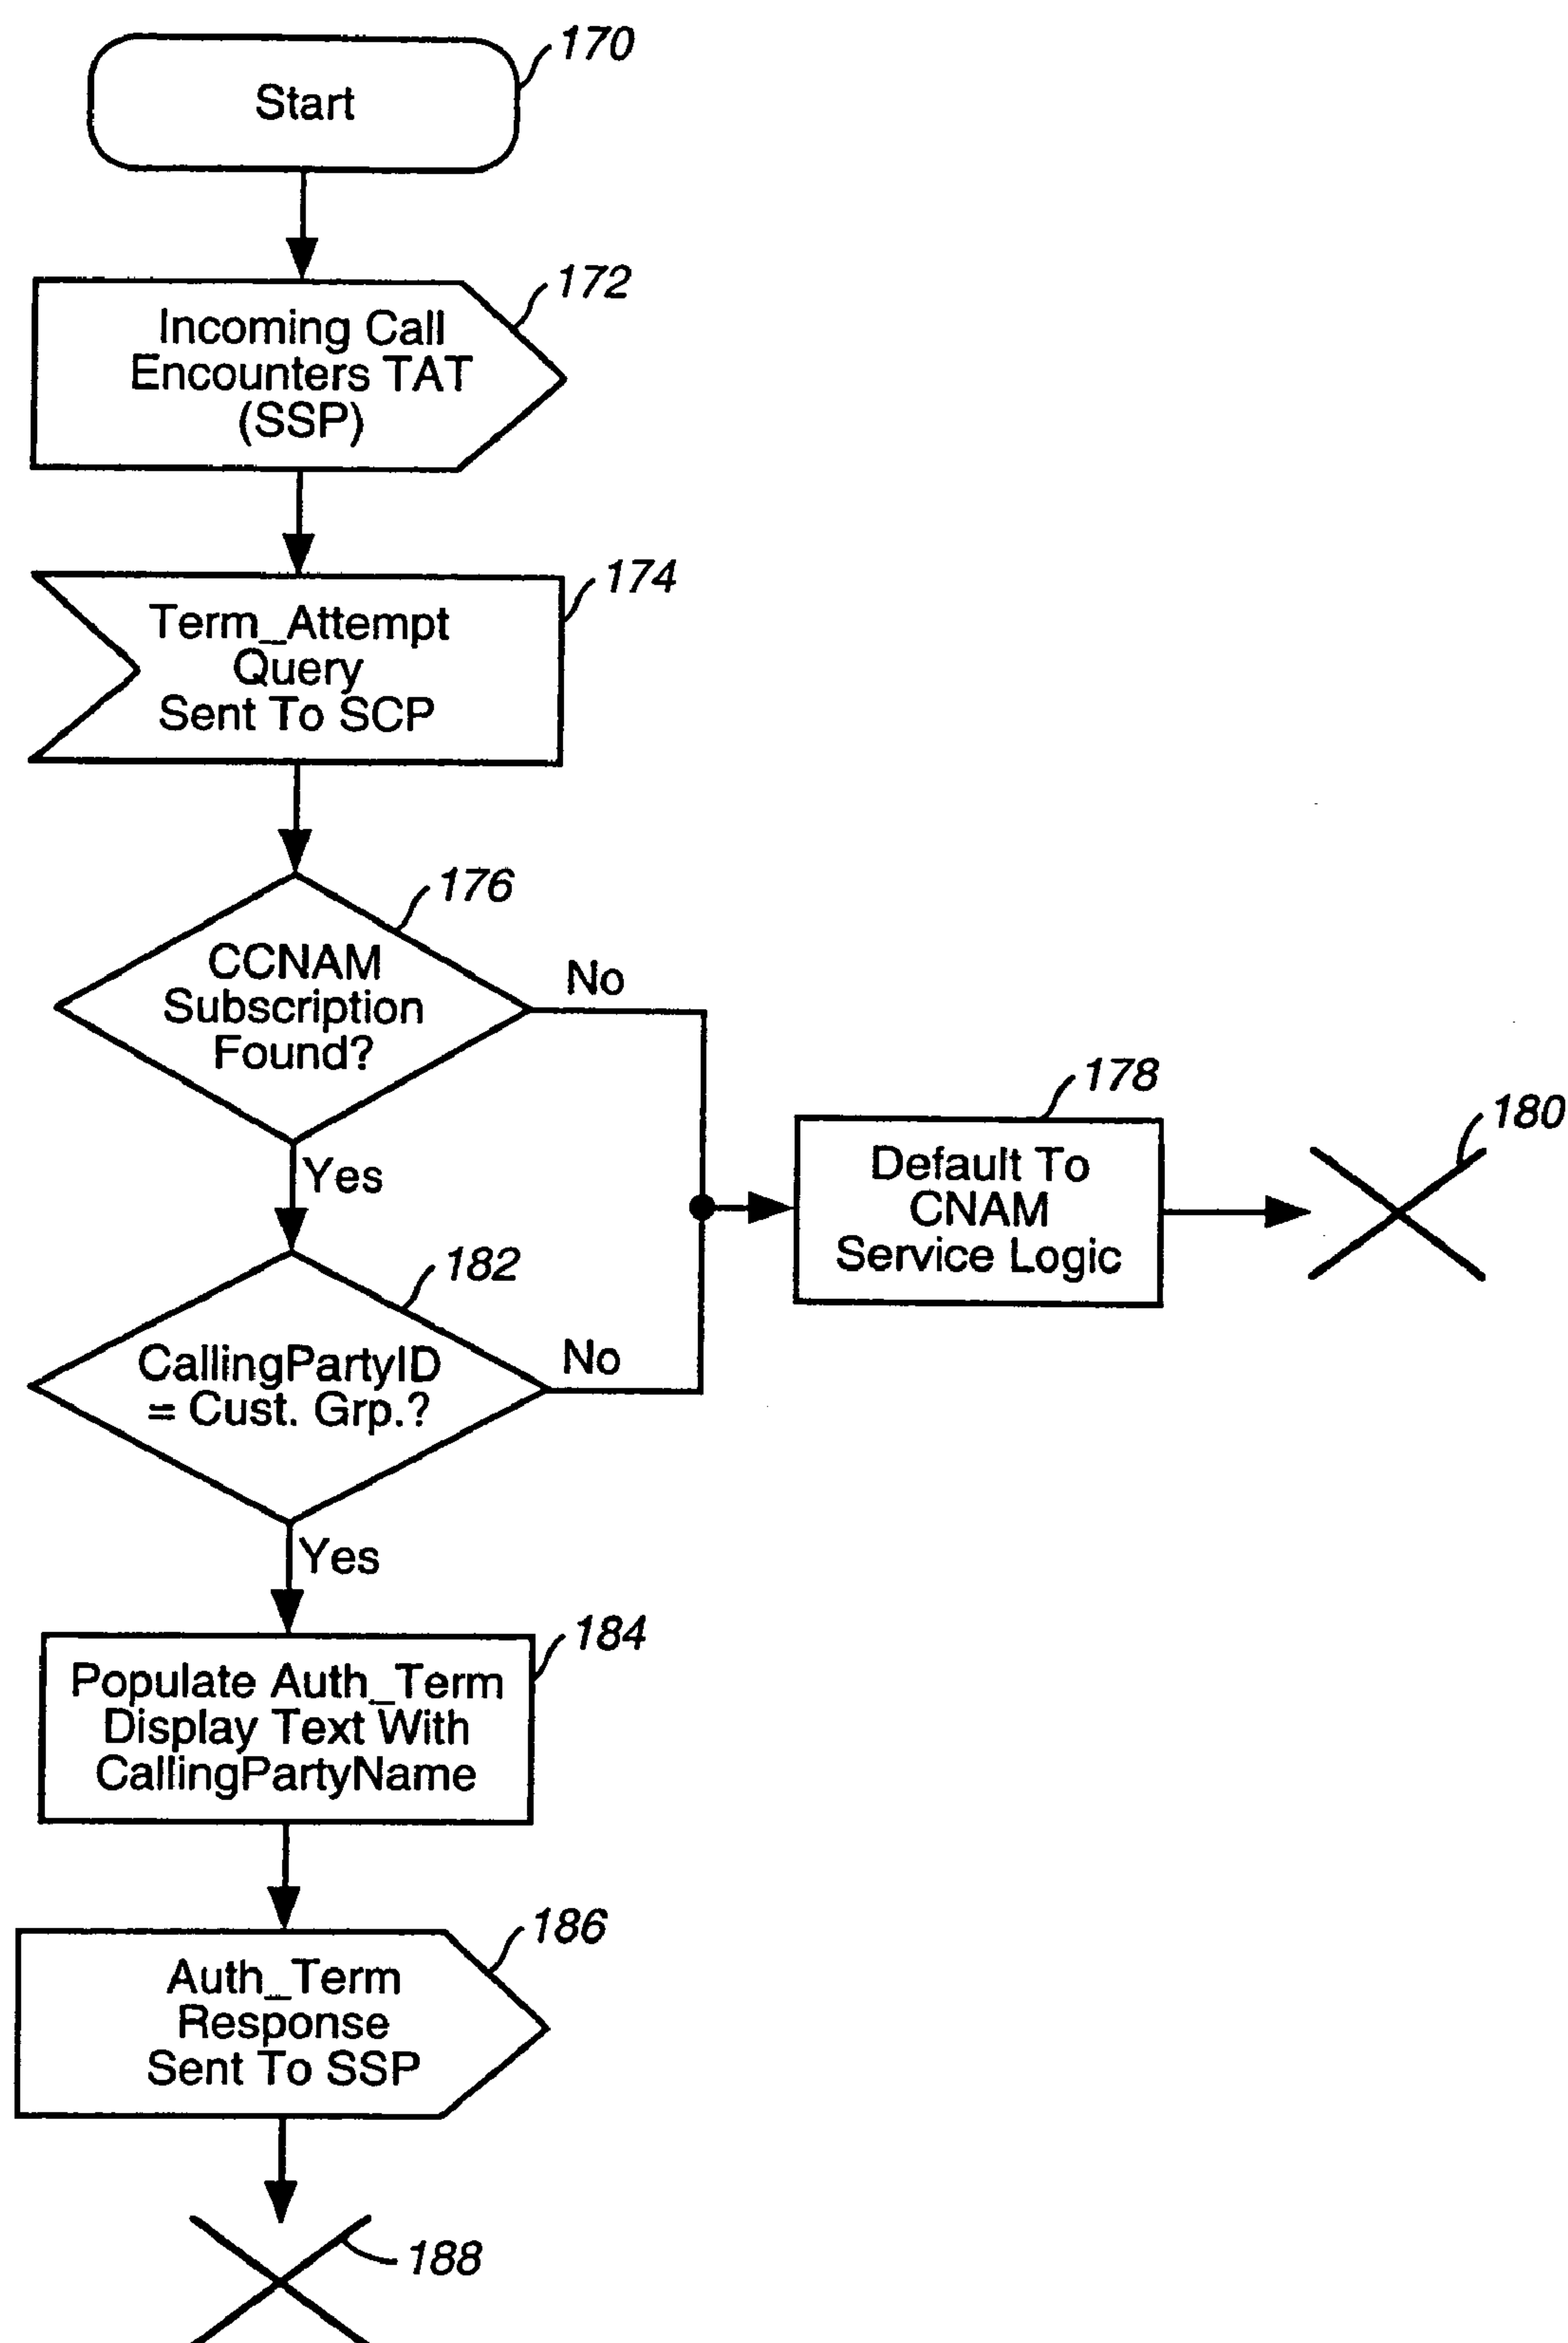 170
Start
172
Incoming Call
Encounters TAT
(SSP)
174
Term_Attempt
Query
Sent To SCP
176
CCNAM
Subscription
Found?
No
Yes
178
Default To
CNAM
Service Logic
180
182
CallingPartyID
= Cust. Grp.?
No
Yes
184
Populate Auth_Term
Display Text With
CallingPartyName
186
Auth_Term
Response
Sent To SSP
188